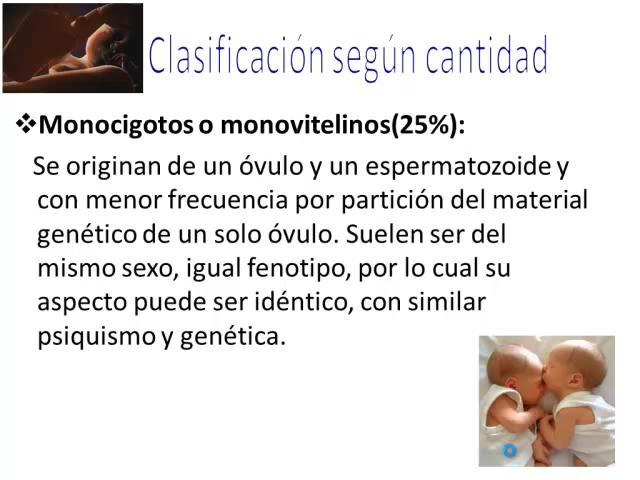 Clasificación según cantidad
❖Monocigotos o monovitelinos(25%):
Se originan de un óvulo y un espermatozoide y
con menor frecuencia por partición del material
genético de un solo óvulo. Suelen ser del
mismo sexo, igual fenotipo, por lo cual su
aspecto puede ser idéntico, con similar
psiquismo y genética.